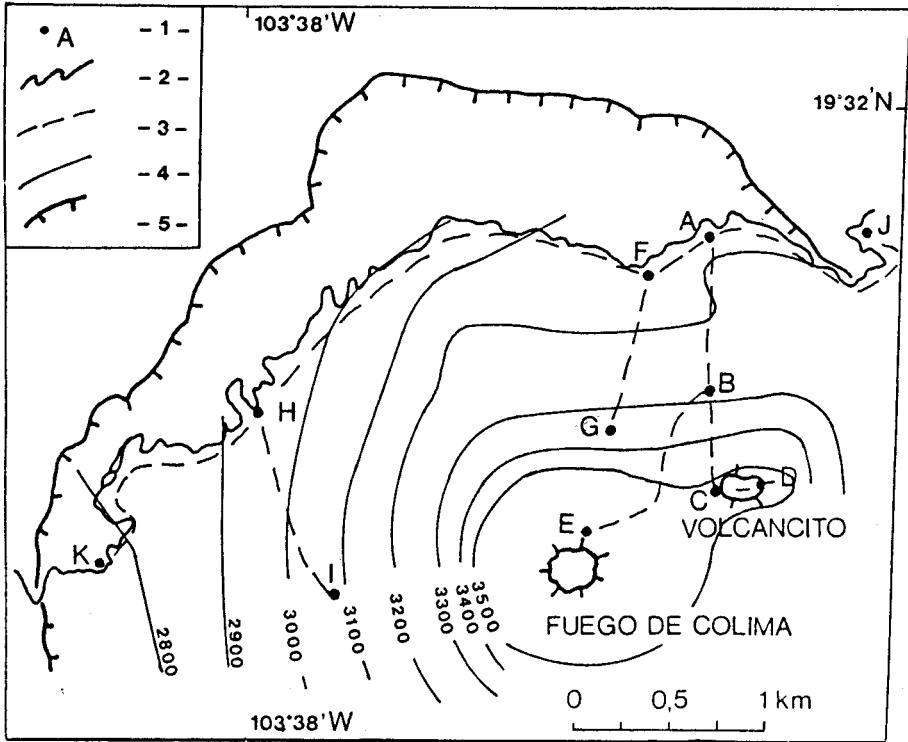 103°38'W
A -1-
-2-
-3-
-4-
-5-
19°32'N
A
J
F
B
H
G
C
D
VOLCANCITO
E
K
I
2800
2900
3000
3100
3200
3300
3400
3500
FUEGO DE COLIMA
0 0,5 1 km
103°38'W